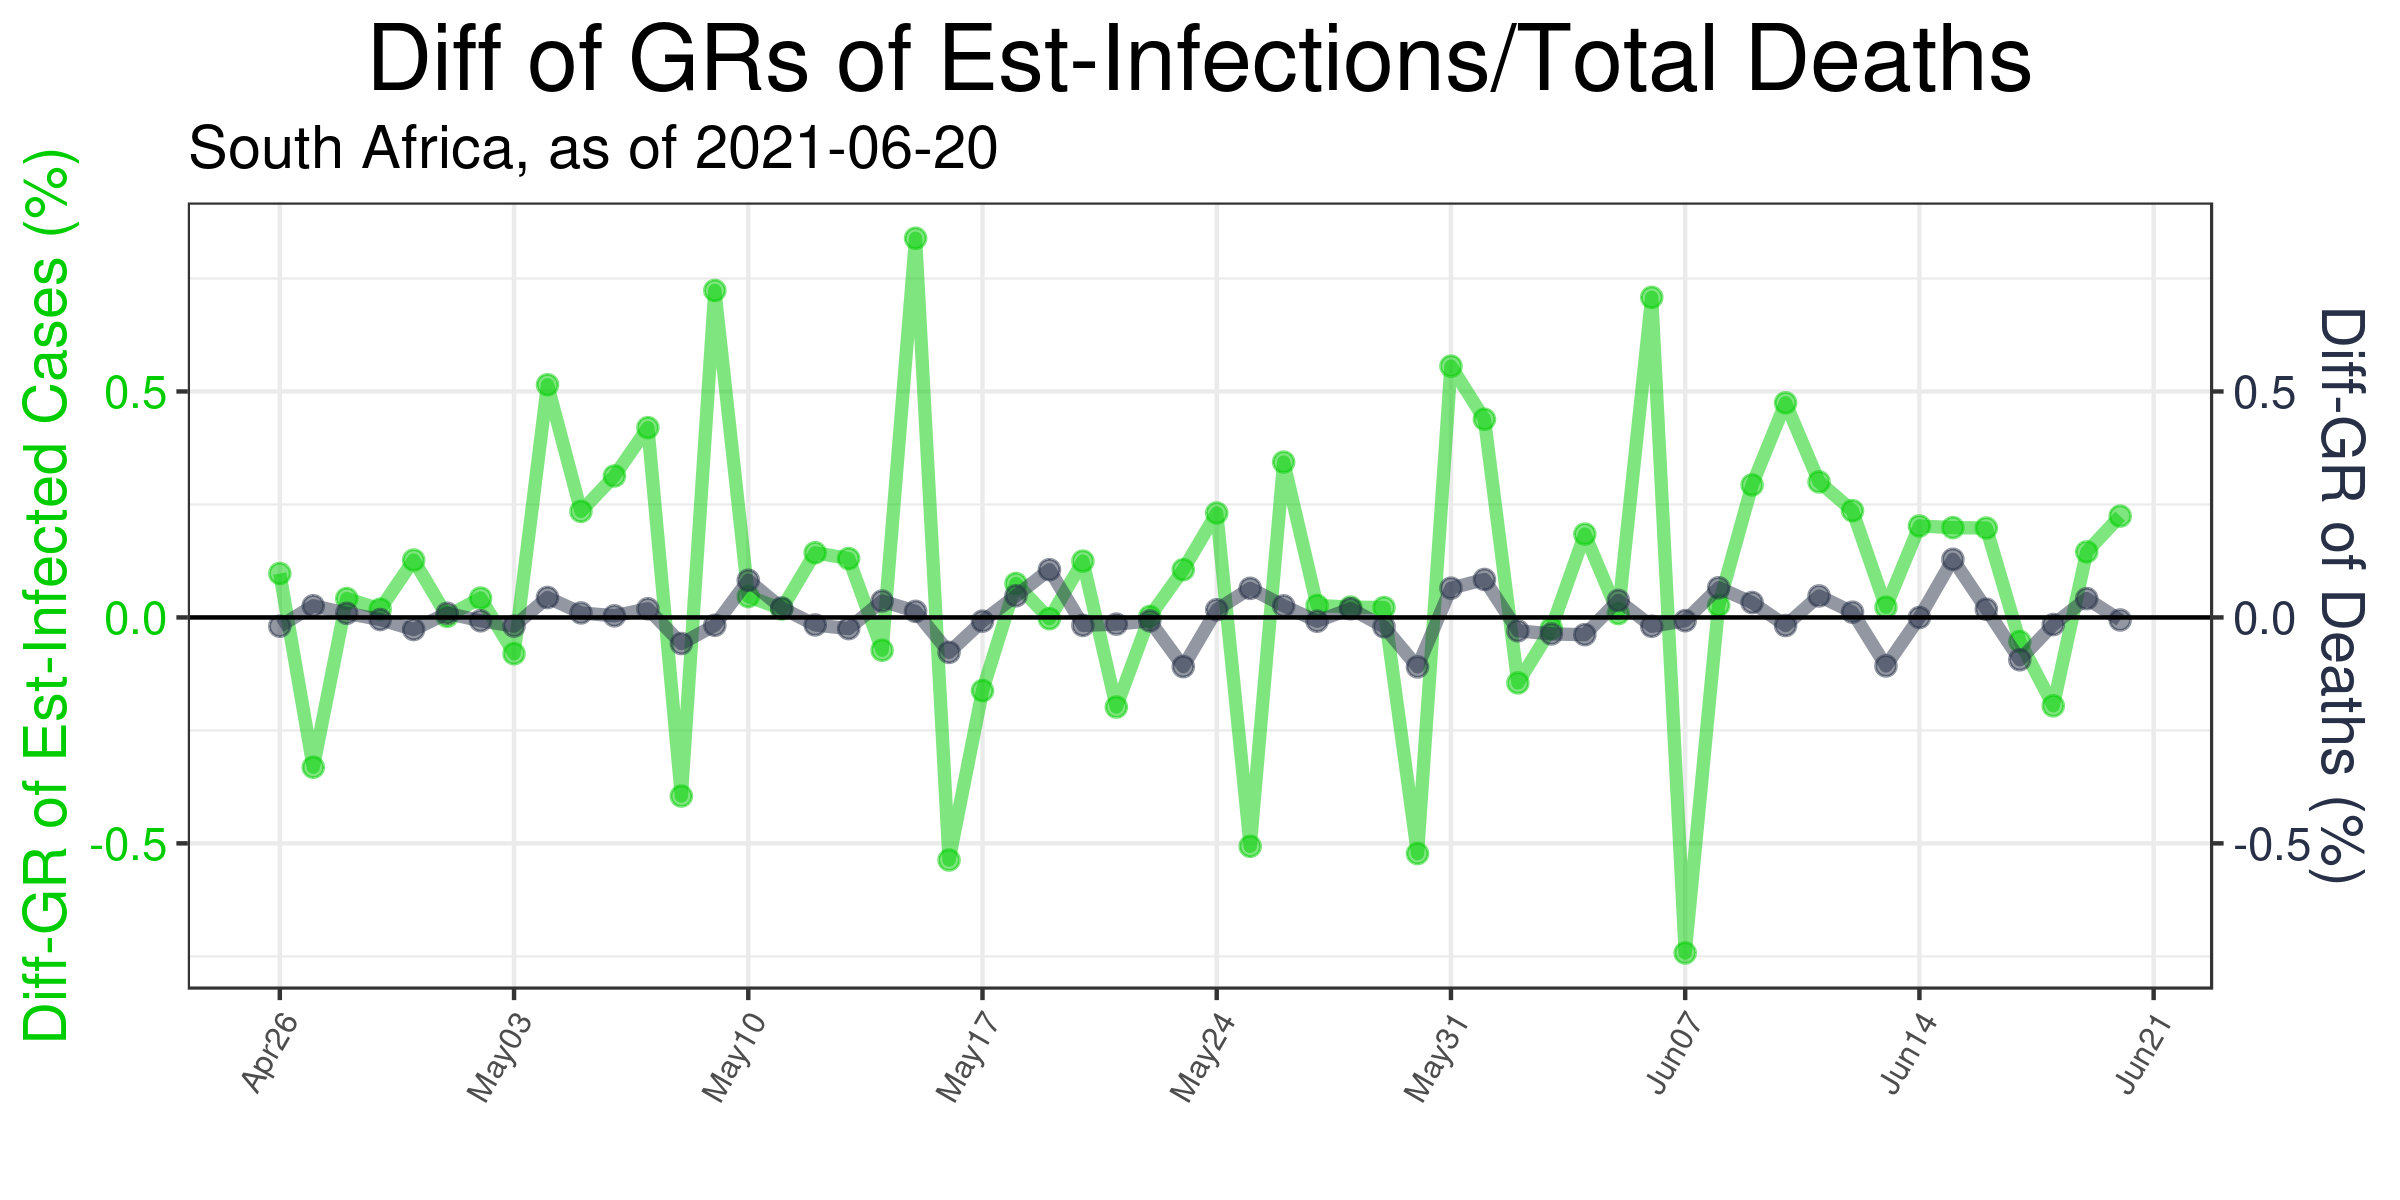 Diff of GRs of Est-Infections/Total Deaths
South Africa, as of 2021-06-20
Diff-GR of Est-Infected Cases (%)
0.5
0.0
-0.5
0.5
0.0
-0.5
Diff-GR of Deaths (%)
Apr26
May03
May10
May17
May24
May31
Jun07
Jun14
Jun21